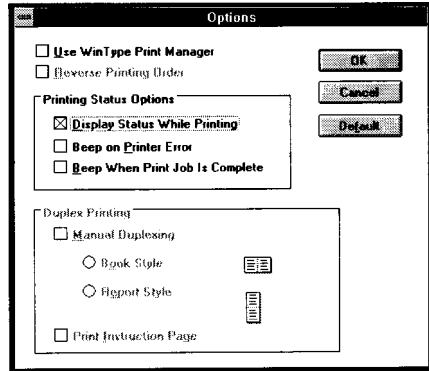 Options
Use WinType Print Manager
Reverse Printing Order
OK
Cancel
Default
Printing Status Options
Display Status While Printing
Beep on Printer Error
Beep When Print Job Is Complete
Duplex Printing
Manual Duplexing
Book Style
Report Style
Print Instruction Page